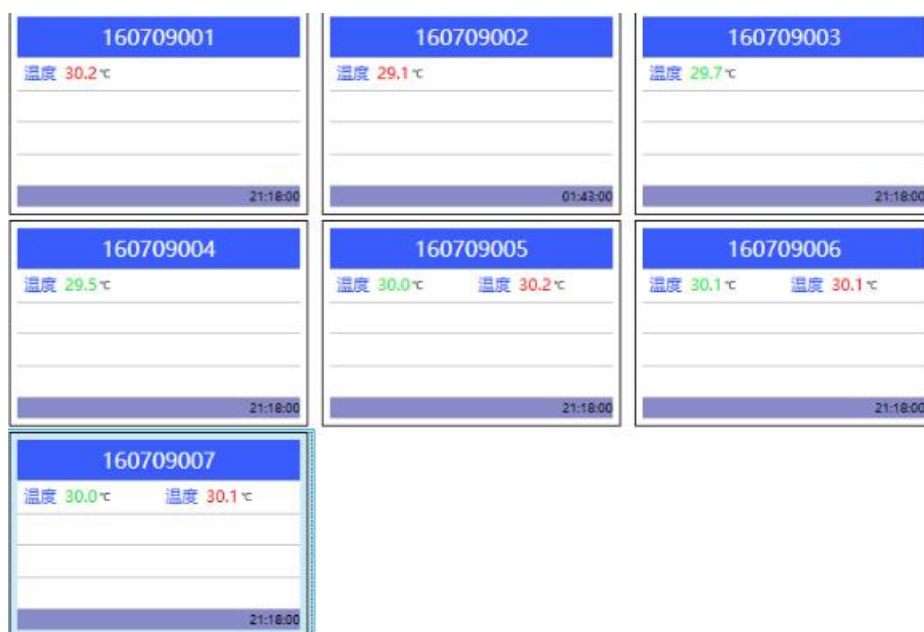 160709001 160709002 160709003
温度 30.2℃ 温度 29.1℃ 温度 29.7℃
21:18:00 01:43:00 21:18:00
160709004 160709005 160709006
温度 29.5℃ 温度 30.0℃ 温度 30.2℃ 温度 30.1℃ 温度 30.1℃
21:18:00 21:18:00 21:18:00
160709007
温度 30.0℃ 温度 30.1℃
21:18:00